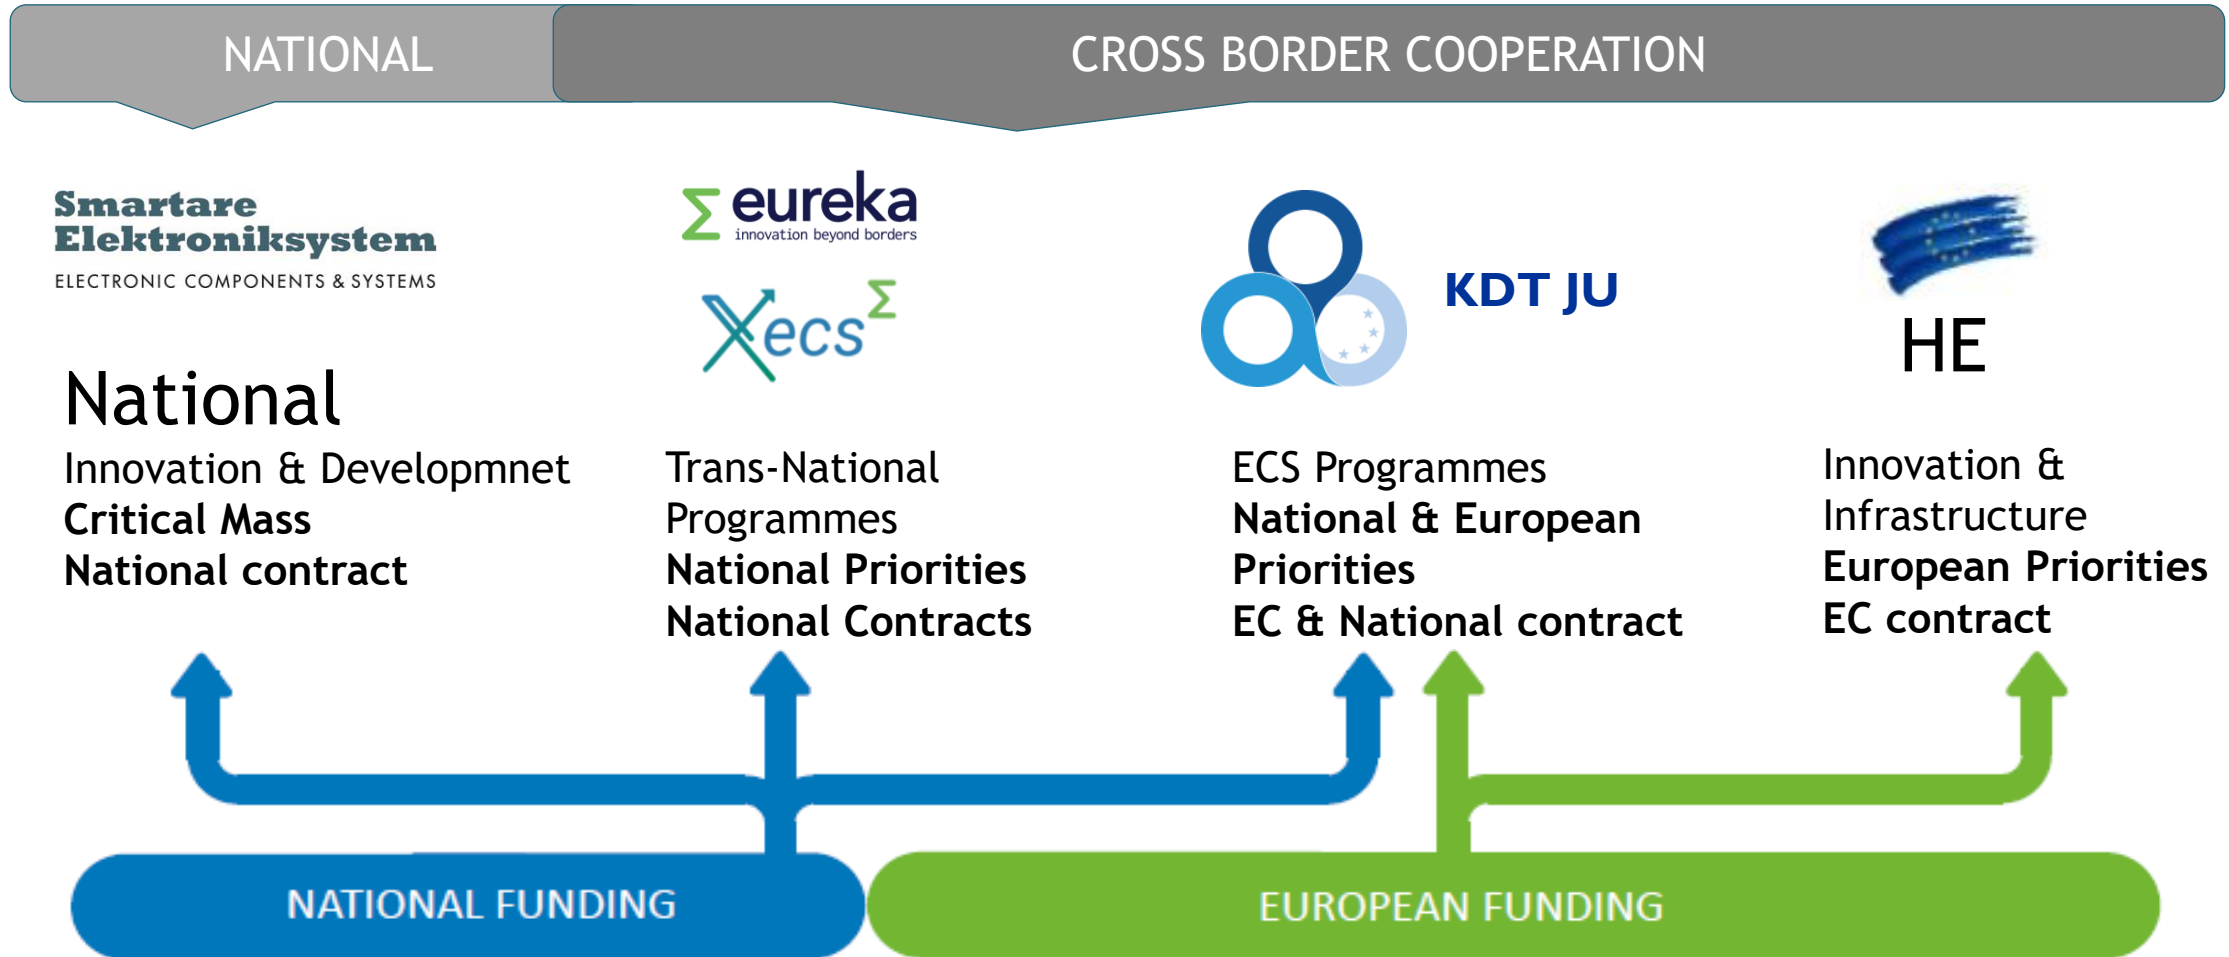 NATIONAL
CROSS BORDER COOPERATION
Smartare
Elektroniksystem
ELECTRONIC COMPONENTS & SYSTEMS
National
Innovation & Developmnet
Critical Mass
National contract
eureka
innovation beyond borders
Xecs
Trans-National
Programmes
National Priorities
National Contracts
KDT JU
ECS Programmes
National & European
Priorities
EC & National contract
HE
Innovation &
Infrastructure
European Priorities
EC contract
NATIONAL FUNDING
EUROPEAN FUNDING